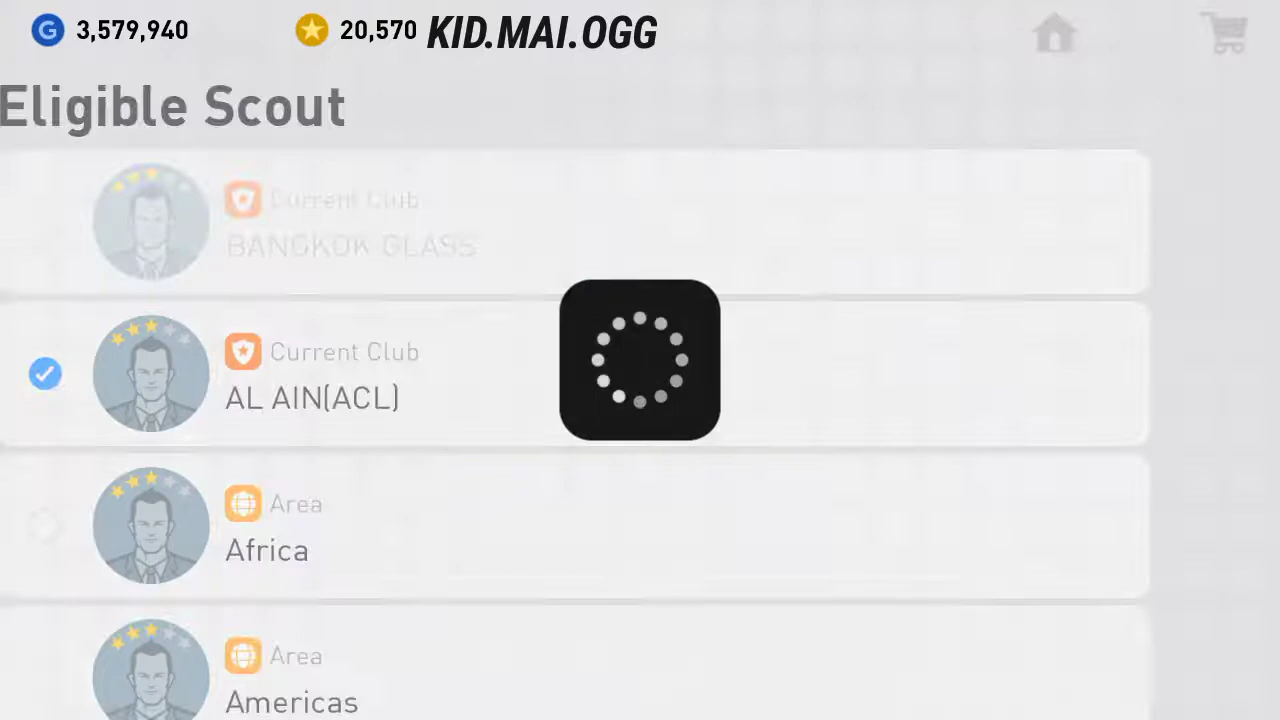 3,579,940
20,570
KID.MAI.OGG
Eligible Scout
Current Club
BANGKOK GLASS
Current Club
AL AIN(ACL)
Area
Africa
Area
Americas